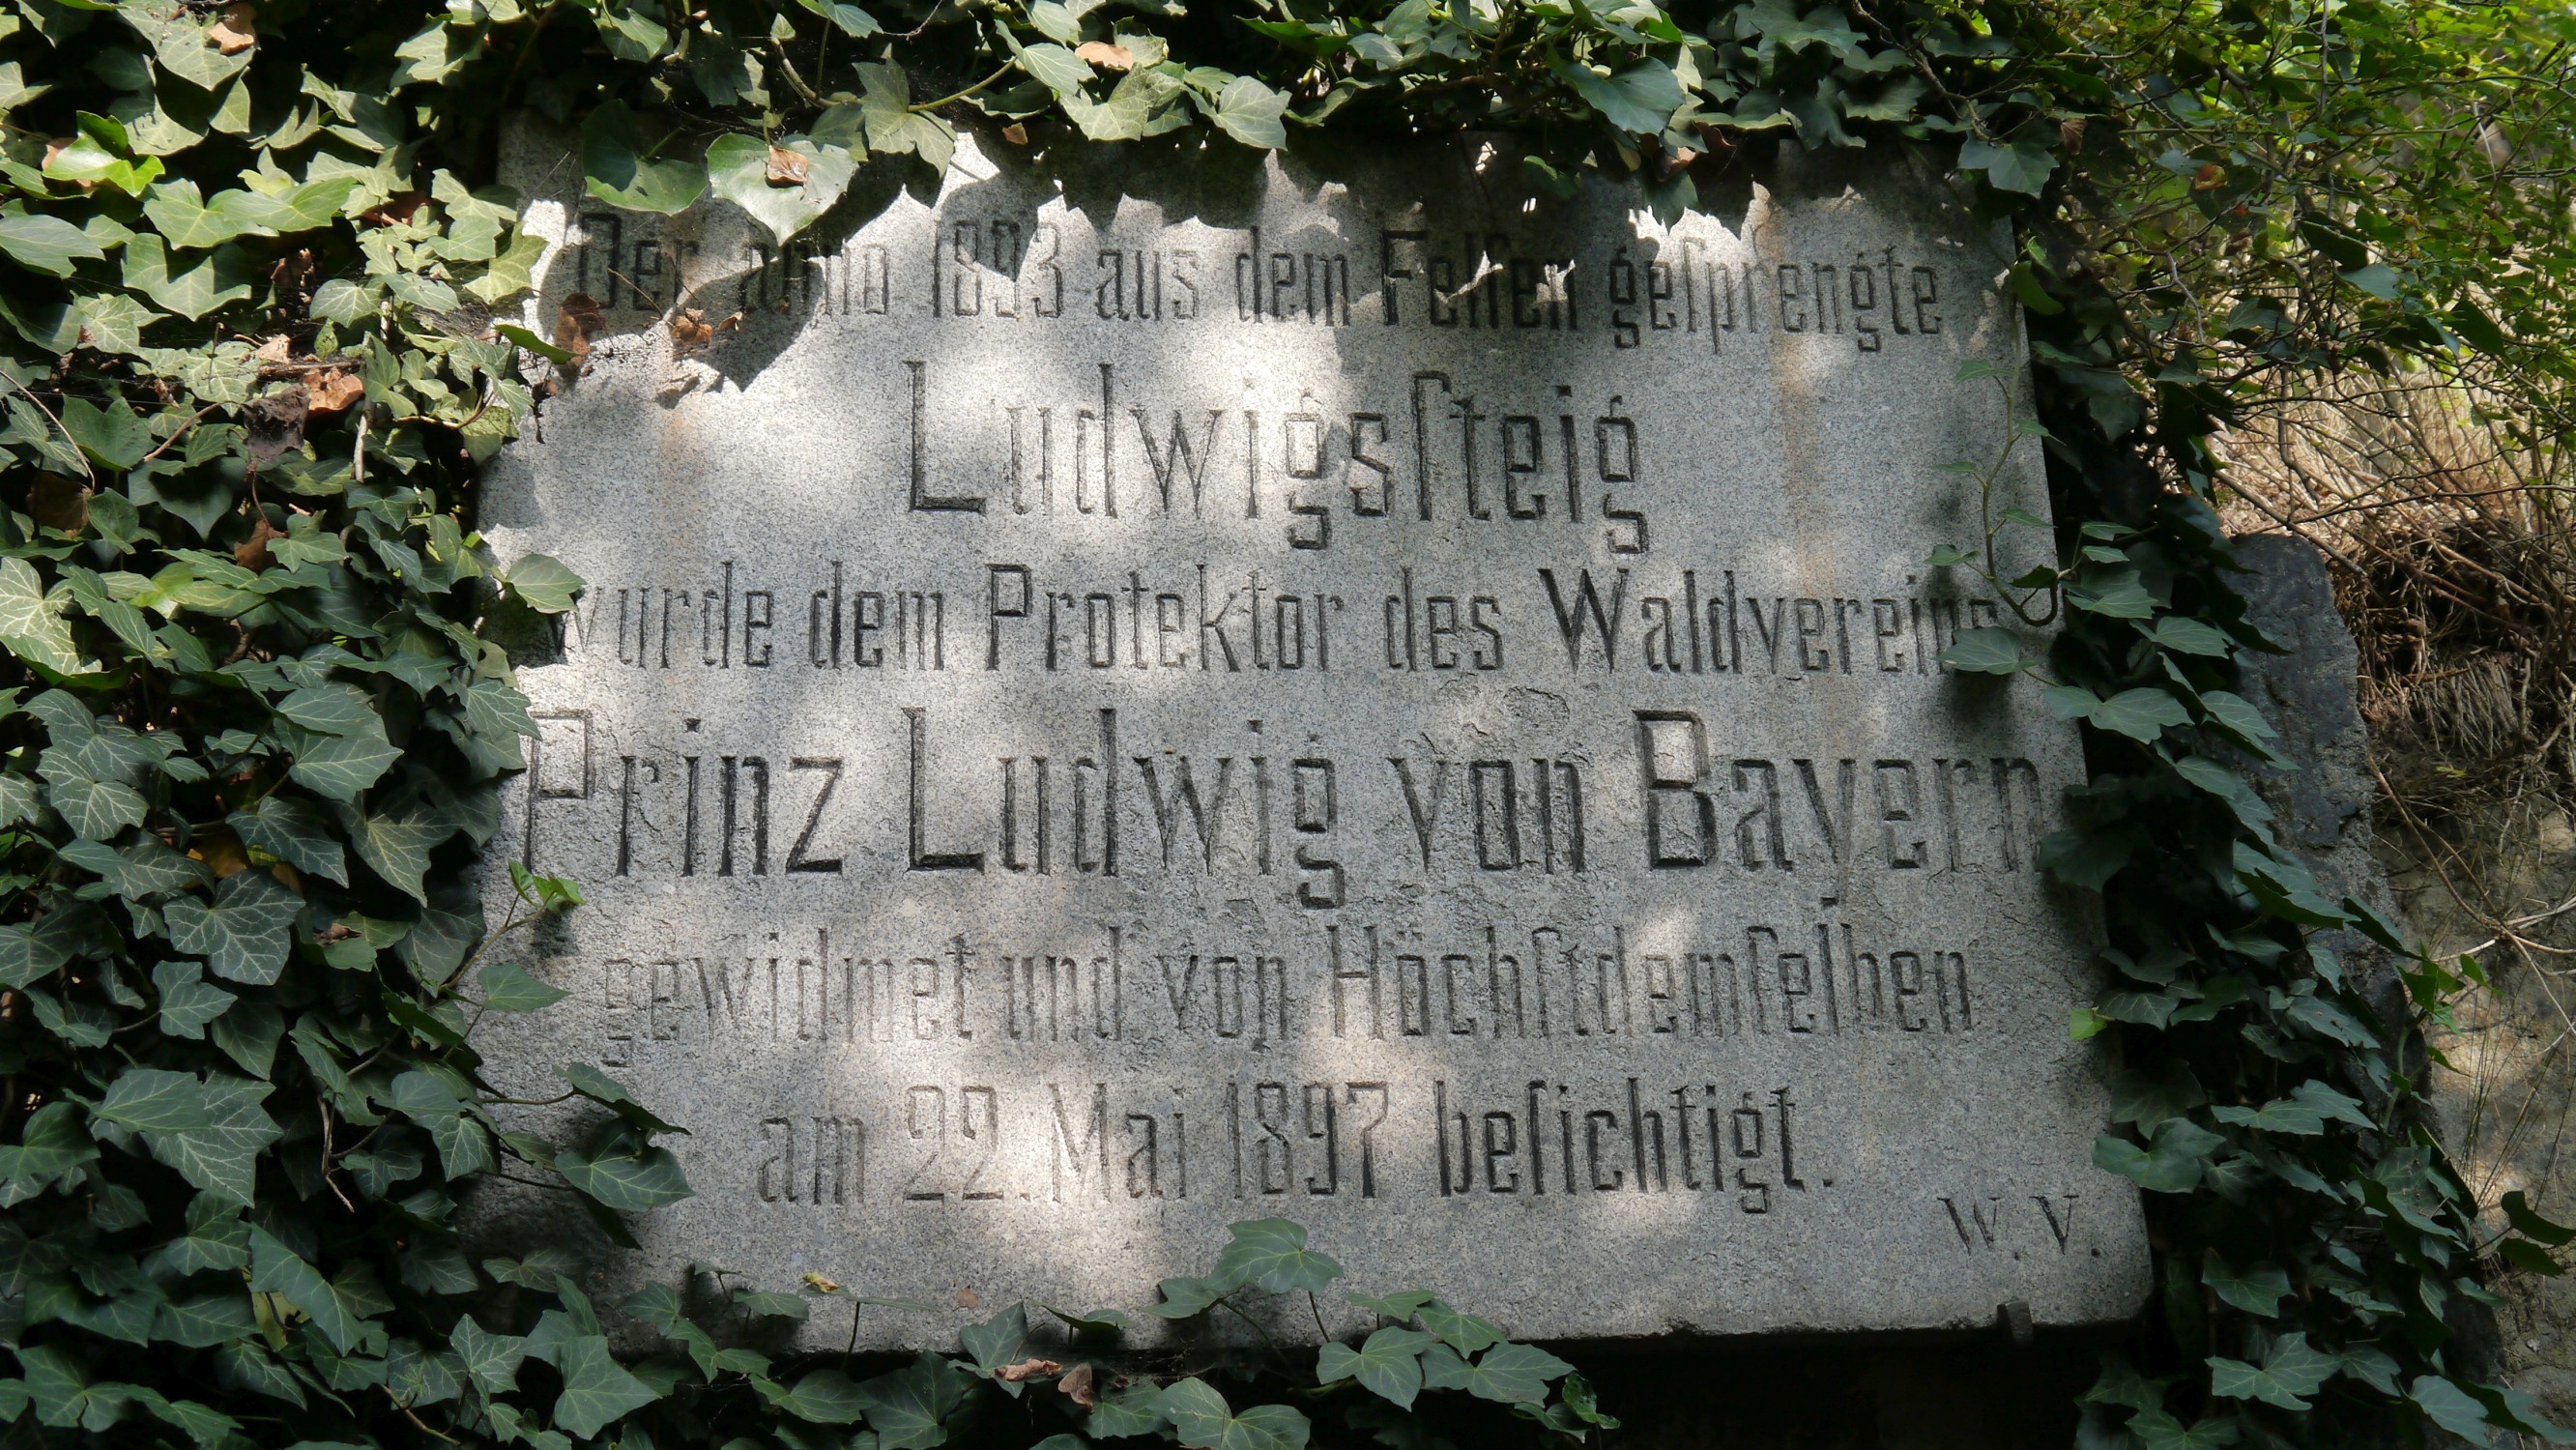 Der anno 1893 aus dem Felſen geſprengte
Ludwigsſteig
wurde dem Protektor des Waldvereins
Prinz Ludwig von Bayern
gewidmet und von Höchſtdemſelben
am 22. Mai 1897 beſichtigt.
W. V.